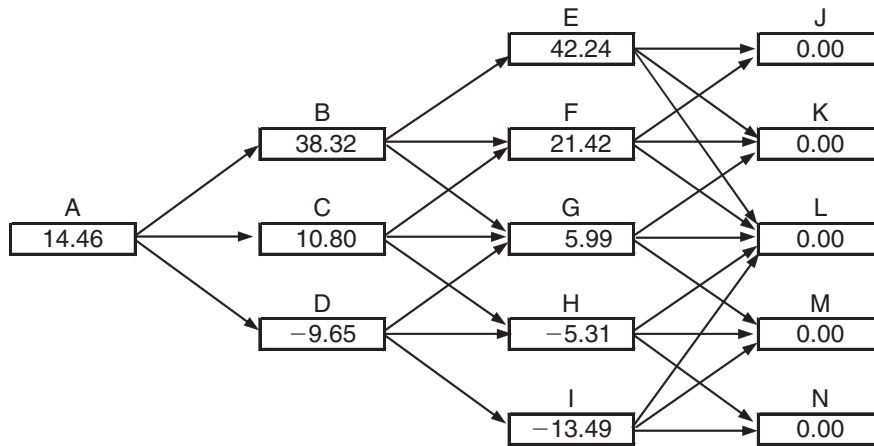 E
J
42.24
0.00
B
F
K
38.32
21.42
0.00
A
C
G
L
14.46
10.80
5.99
0.00
D
H
M
−9.65
−5.31
0.00
I
N
−13.49
0.00